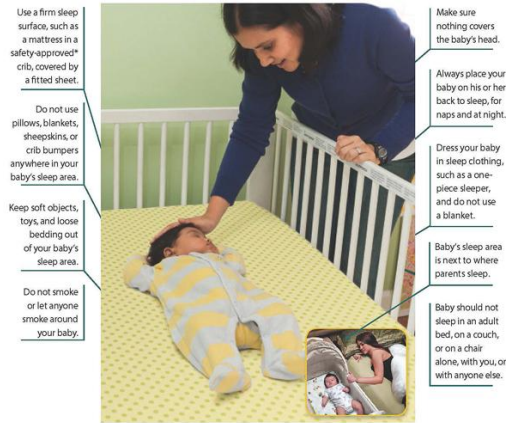 Use a firm sleep
surface, such as
a mattress in a
safety-approved*
crib, covered by
a fitted sheet.
Do not use
pillows, blankets,
sheepskins, or
crib bumpers
anywhere in your
baby's sleep area.
Keep soft objects,
toys, and loose
bedding out
of your baby's
sleep area.
Do not smoke
or let anyone
smoke around
your baby.
Make sure
nothing covers
the baby's head.
Always place your
baby on his or her
back to sleep, for
naps and at night.
Dress your baby
in sleep clothing,
such as a one-
piece sleeper,
and do not use
a blanket.
Baby's sleep area
is next to where
parents sleep.
Baby should not
sleep in an adult
bed, on a couch,
or on a chair
alone, with you, or
with anyone else.